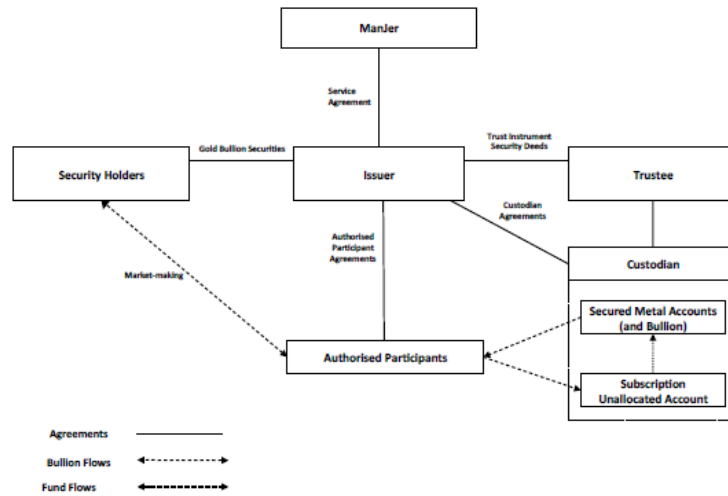 ManJer
Service
Agreement
Gold Bullion Securities
Trust Instrument
Security Deeds
Security Holders
Issuer
Trustee
Custodian
Agreements
Authorised
Participant
Agreements
Market-making
Custodian
Secured Metal Accounts
(and Bullion)
Authorised Participants
Subscription
Unallocated Account
Agreements
Bullion Flows
Fund Flows